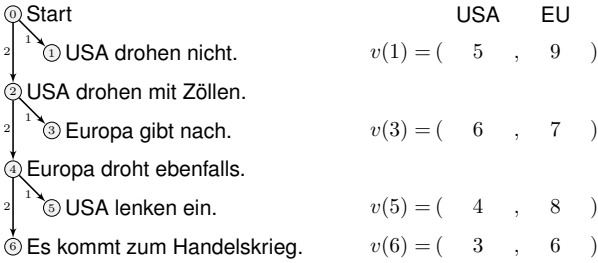 0 Start USA EU
1
2
1 USA drohen nicht. v(1) = ( 5 , 9 )
2 USA drohen mit Zöllen.
1
2
3 Europa gibt nach. v(3) = ( 6 , 7 )
4 Europa droht ebenfalls.
1
2
5 USA lenken ein. v(5) = ( 4 , 8 )
6 Es kommt zum Handelskrieg. v(6) = ( 3 , 6 )